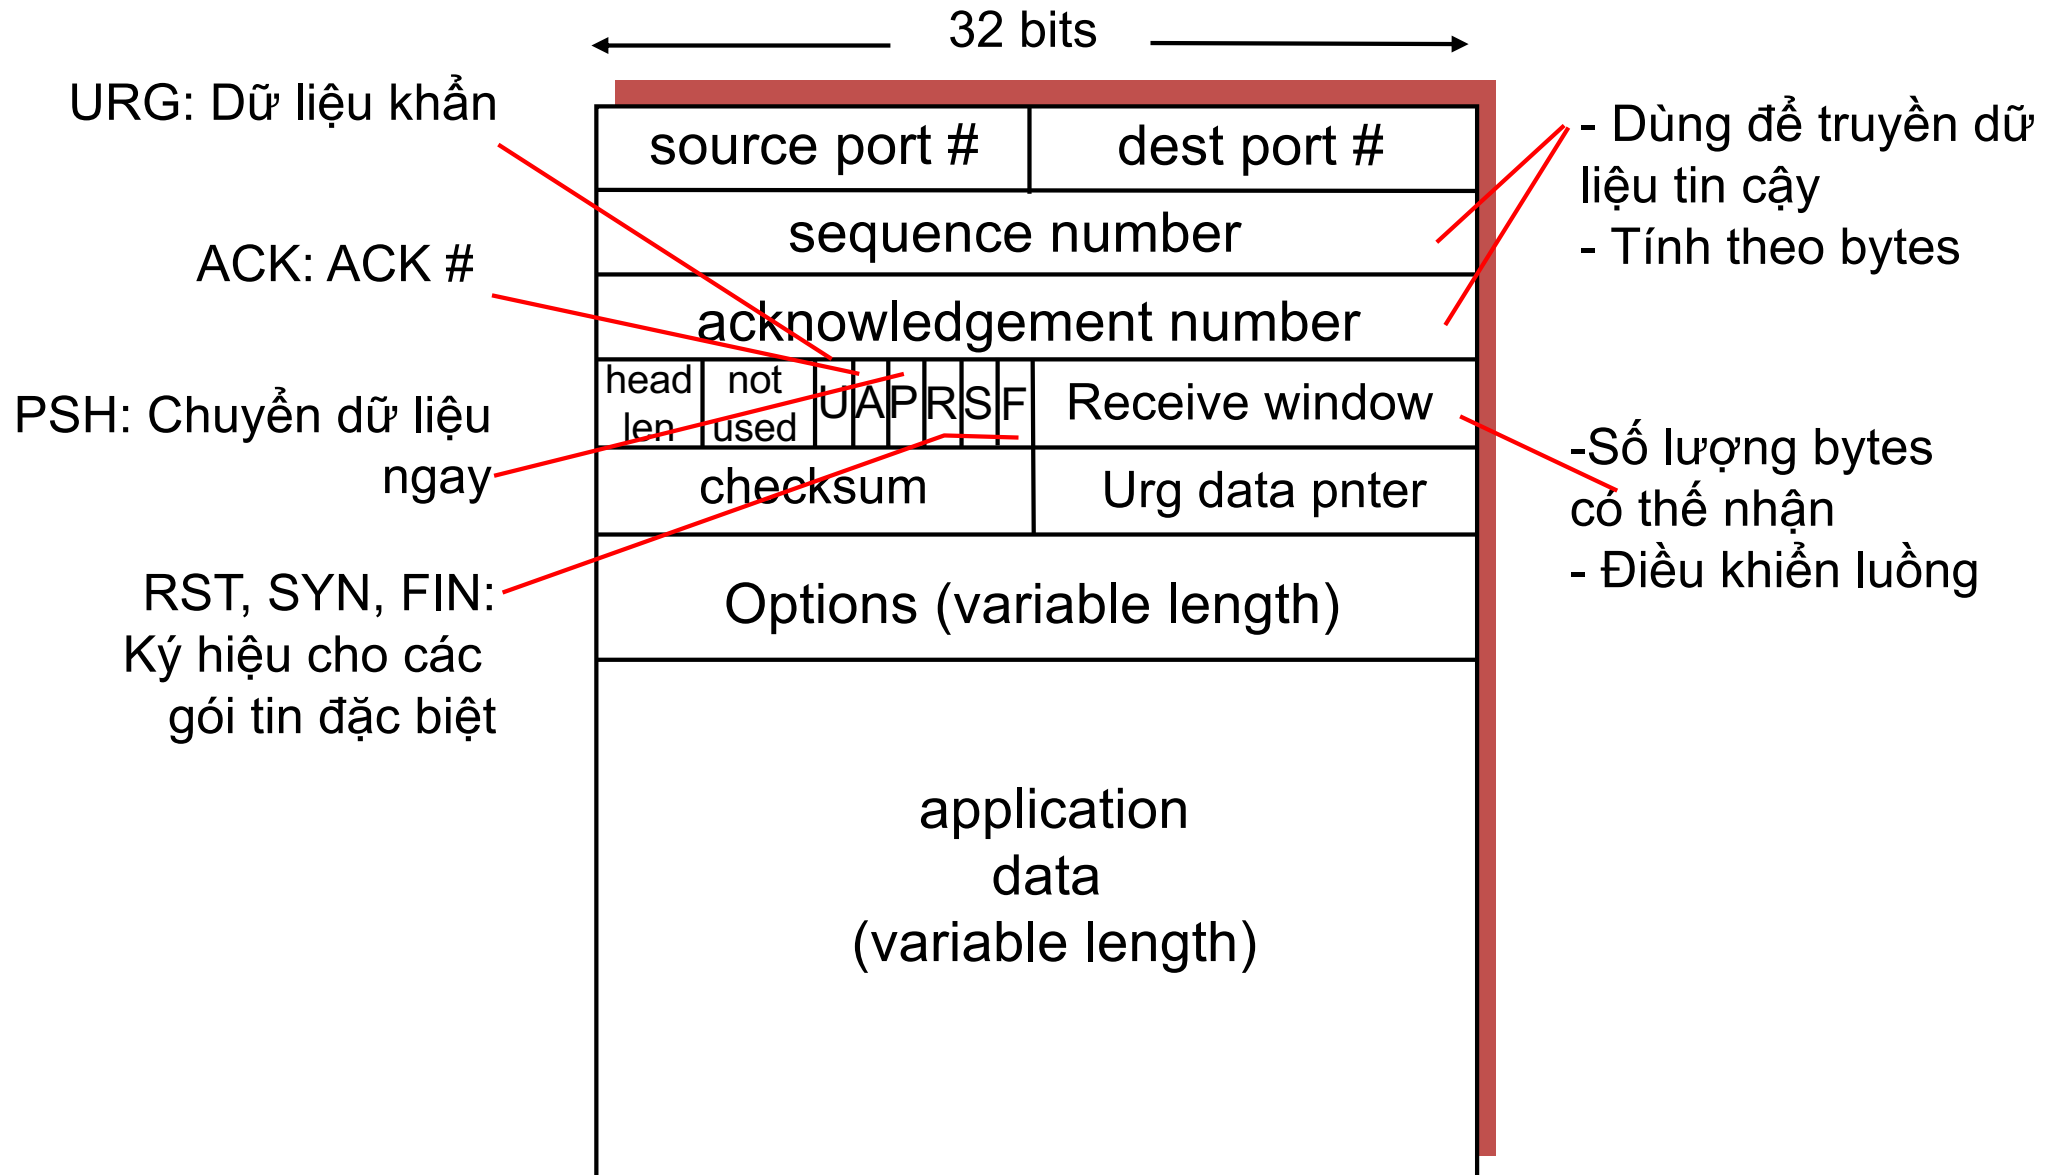 32 bits
URG: Dữ liệu khẩn
ACK: ACK #
PSH: Chuyển dữ liệu
ngay
RST, SYN, FIN:
Ký hiệu cho các
gói tin đặc biệt
source port #
dest port #
sequence number
acknowledgement number
head
len
not
used
U
A
P
R
S
F
Receive window
checksum
Urg data pnter
Options (variable length)
application
data
(variable length)
- Dùng để truyền dữ
liệu tin cậy
- Tính theo bytes
-Số lượng bytes
có thế nhận
- Điều khiển luồng